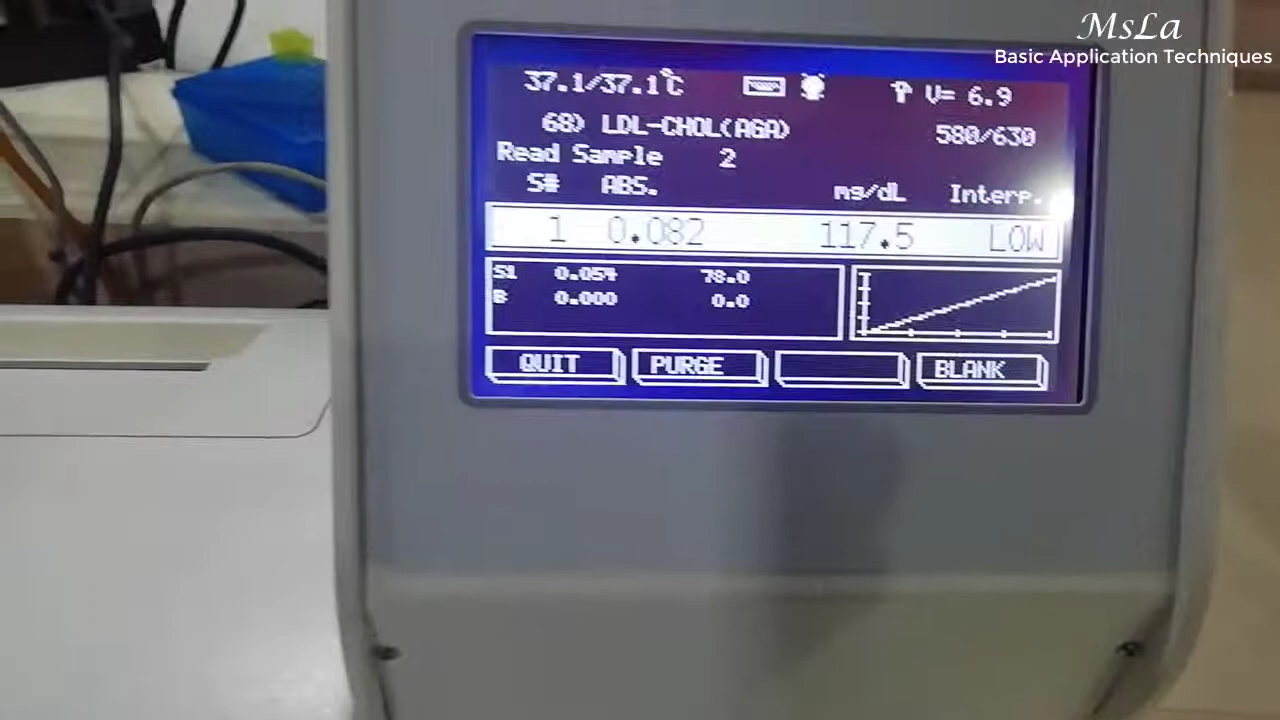 MsLa
Basic Application Techniques
37.1/37.1°C V= 6.9
68) LDL-CHOL(AGA) 580/630
Read Sample 2
S# ABS. mg/dL Interp.
1 0.082 117.5 LOW
S1 0.054 78.0
B 0.000 0.0
QUIT PURGE BLANK